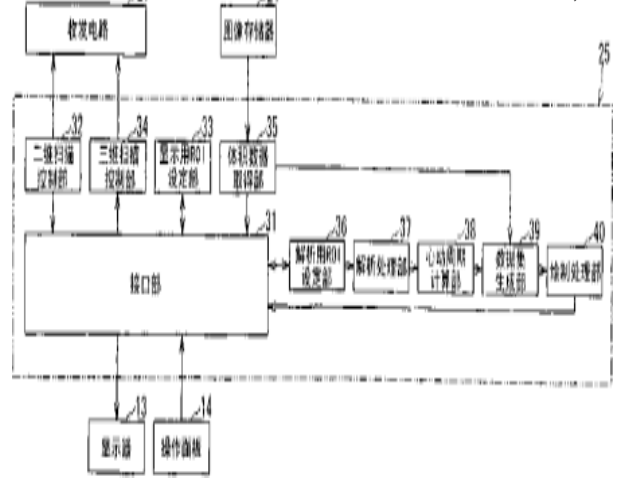 收发电路
图像存储器
25
32
34
33
35
二维扫描
控制部
三维扫描
控制部
显示用ROI
设定部
体积数据
取得部
31
36
37
38
39
40
接口部
解析用ROI
设定部
解析处理部
心动周期
计算部
数据集
生成部
绘制处理部
13
14
显示器
操作面板